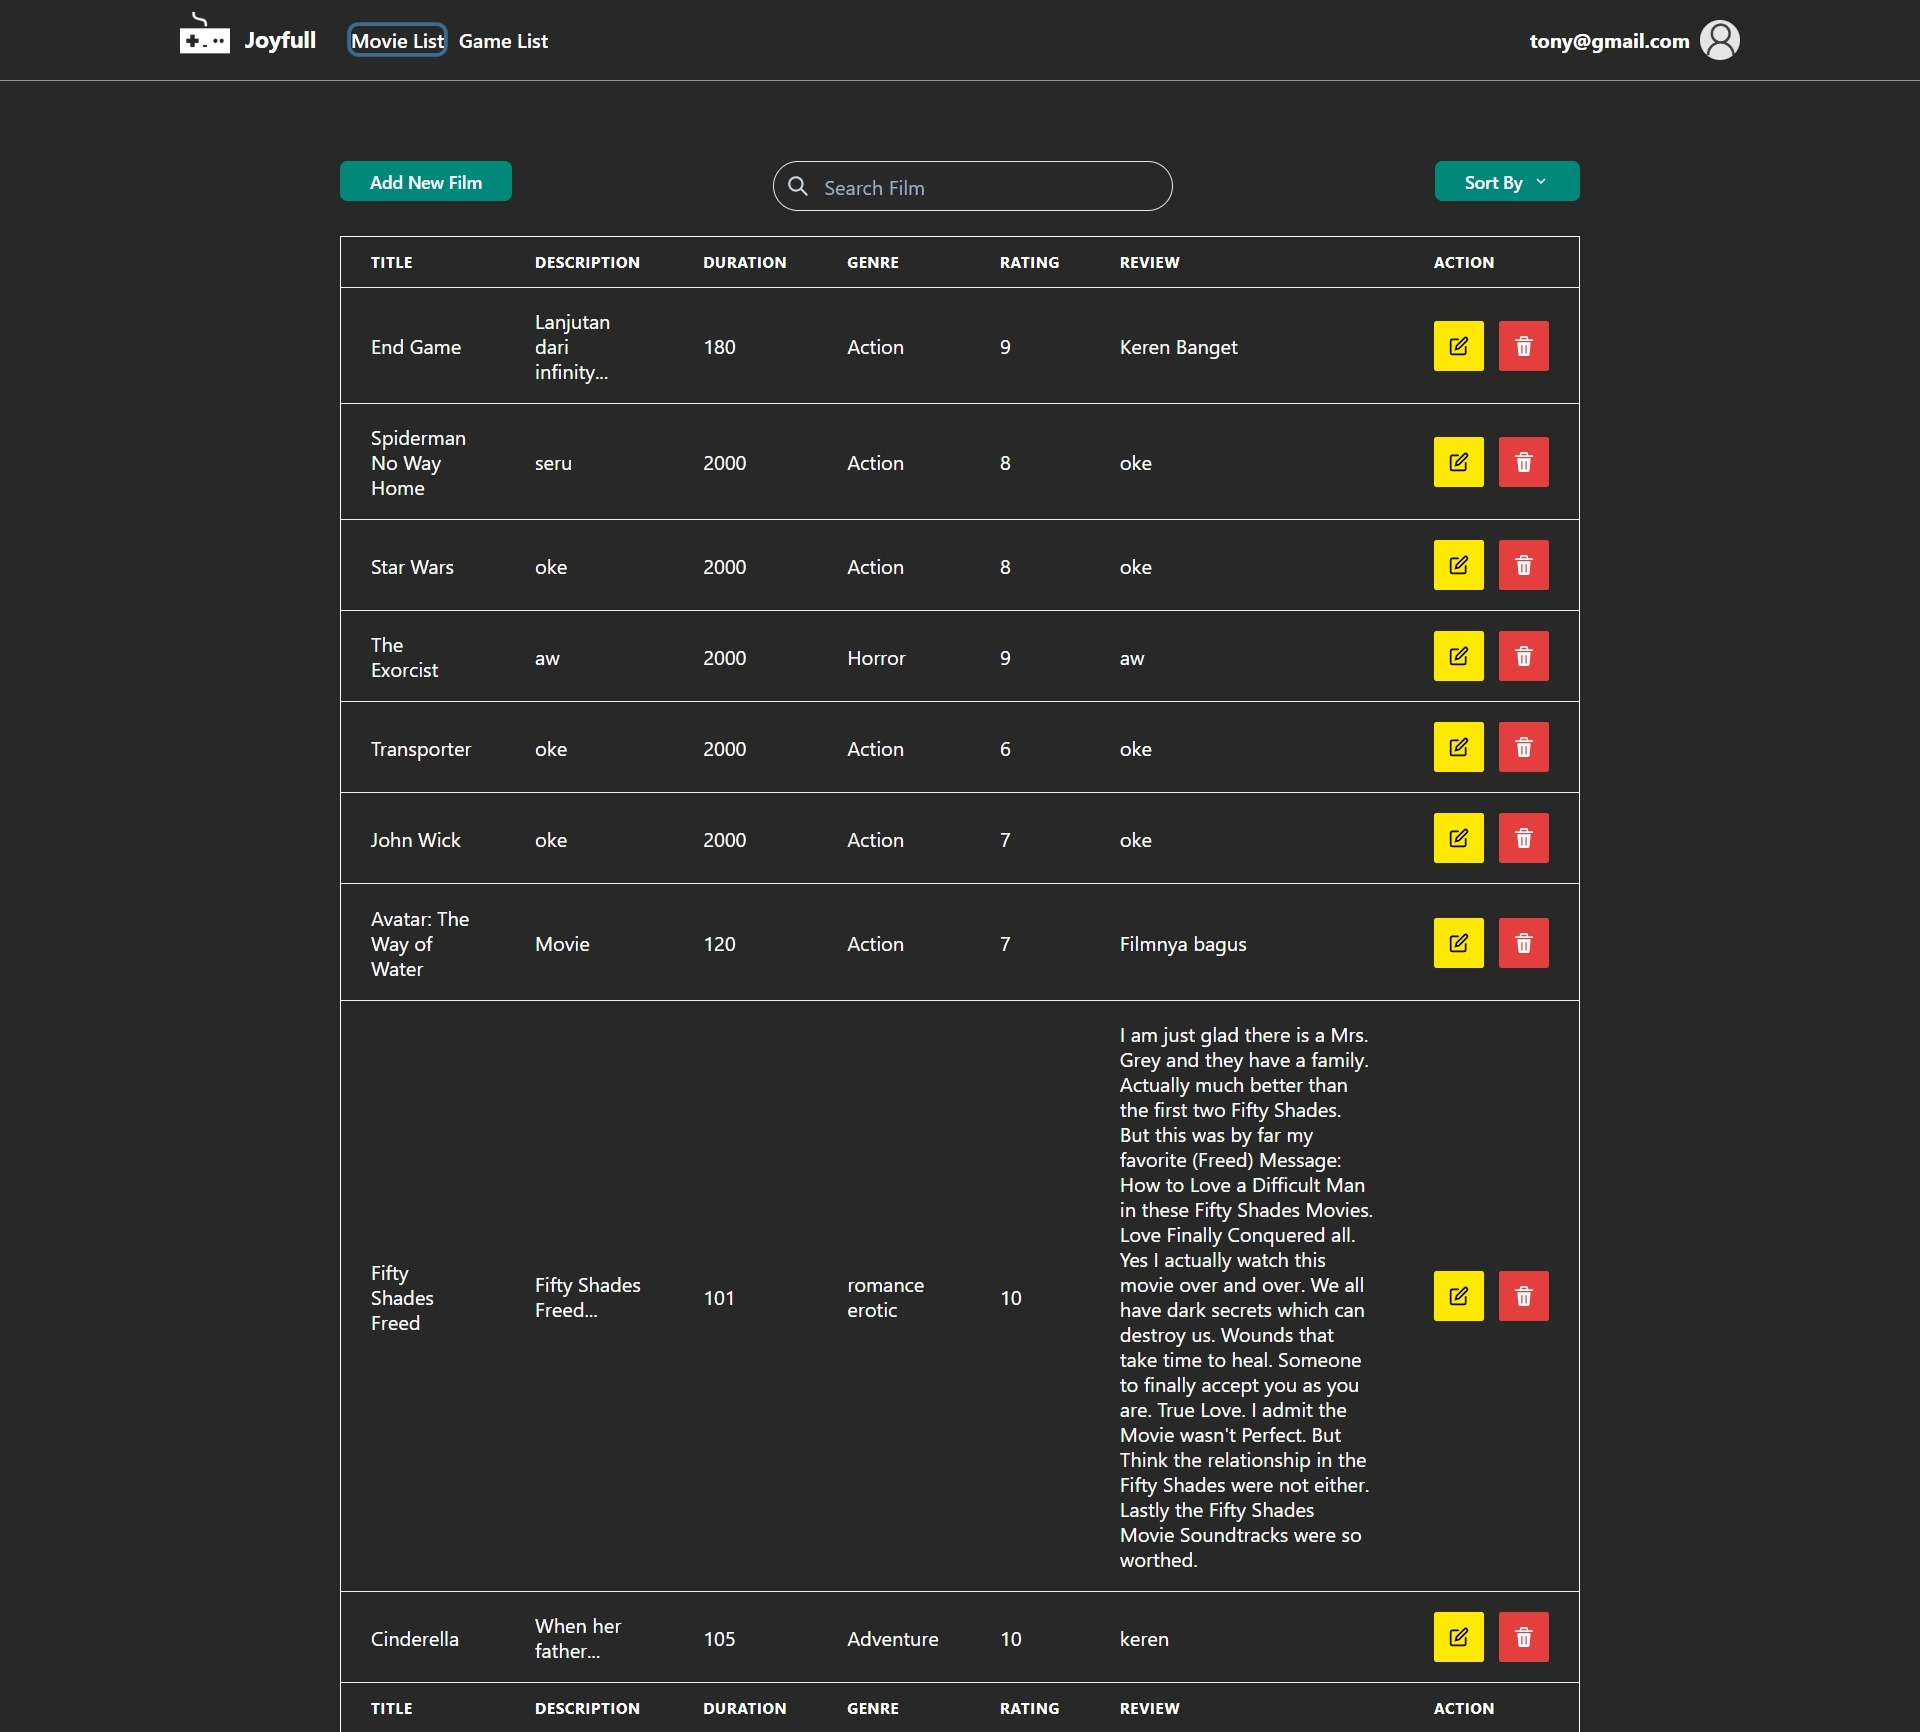 Joyfull Movie List Game List tony@gmail.com
Add New Film Search Film Sort By
TITLE DESCRIPTION DURATION GENRE RATING REVIEW ACTION
End Game Lanjutan dari infinity... 180 Action 9 Keren Banget
Spiderman No Way Home seru 2000 Action 8 oke
Star Wars oke 2000 Action 8 oke
The Exorcist aw 2000 Horror 9 aw
Transporter oke 2000 Action 6 oke
John Wick oke 2000 Action 7 oke
Avatar: The Way of Water Movie 120 Action 7 Filmnya bagus
Fifty Shades Freed
Fifty Shades Freed...
101
romance erotic
10
I am just glad there is a Mrs.
Grey and they have a family.
Actually much better than
the first two Fifty Shades.
But this was by far my
favorite (Freed) Message:
How to Love a Difficult Man
in these Fifty Shades Movies.
Love Finally Conquered all.
Yes I actually watch this
movie over and over. We all
have dark secrets which can
destroy us. Wounds that
take time to heal. Someone
to finally accept you as you
are. True Love. I admit the
Movie wasn't Perfect. But
Think the relationship in the
Fifty Shades were not either.
Lastly the Fifty Shades
Movie Soundtracks were so
worthed.
Cinderella When her father... 105 Adventure 10 keren
TITLE DESCRIPTION DURATION GENRE RATING REVIEW ACTION